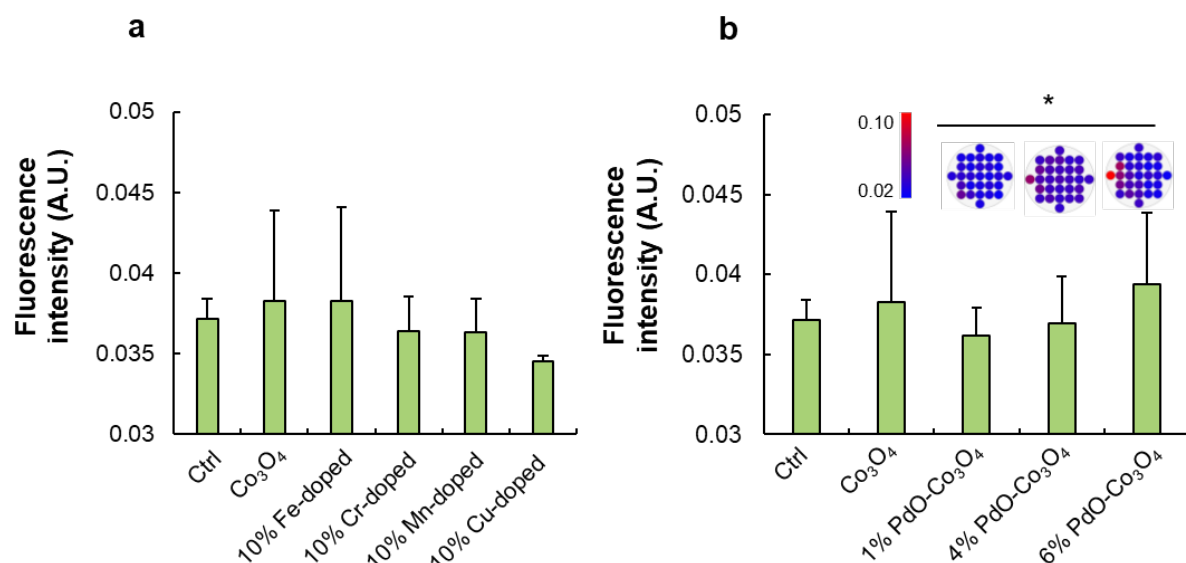 a
Fluorescence
intensity (A.U.)
0.05
0.045
0.04
0.035
0.03
Ctrl
Co₃O₄
10% Fe-doped
10% Cr-doped
10% Mn-doped
10% Cu-doped
b
Fluorescence
intensity (A.U.)
0.05
0.045
0.04
0.035
0.03
0.10
0.02
*
Ctrl
Co₃O₄
1% PdO-Co₃O₄
4% PdO-Co₃O₄
6% PdO-Co₃O₄